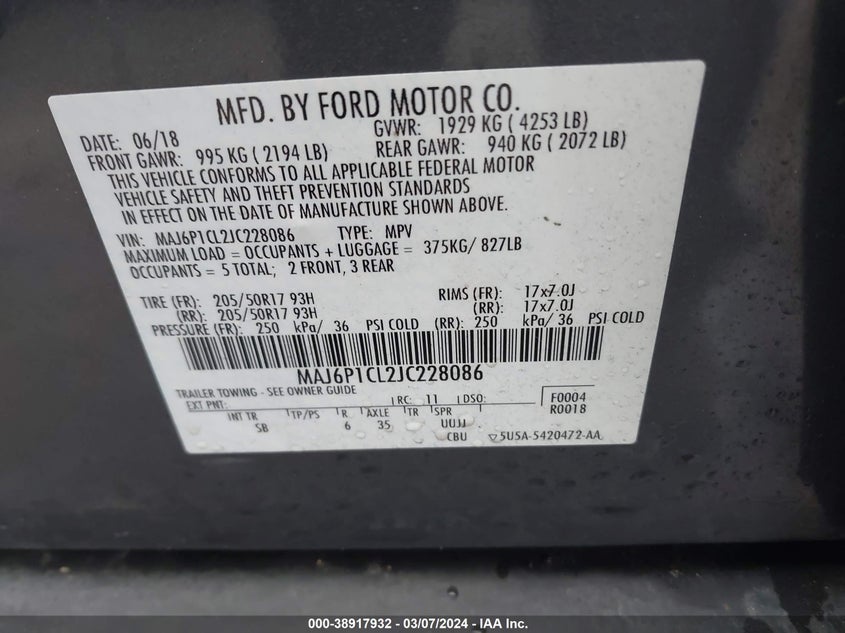 MFD. BY FORD MOTOR CO.
DATE: 06/18 GVWR: 1929 KG ( 4253 LB)
FRONT GAWR: 995 KG ( 2194 LB) REAR GAWR: 940 KG ( 2072 LB)
THIS VEHICLE CONFORMS TO ALL APPLICABLE FEDERAL MOTOR
VEHICLE SAFETY AND THEFT PREVENTION STANDARDS
IN EFFECT ON THE DATE OF MANUFACTURE SHOWN ABOVE.
VIN: MAJ6P1CL2JC228086 TYPE: MPV
MAXIMUM LOAD = OCCUPANTS + LUGGAGE = 375KG/ 827LB
OCCUPANTS = 5 TOTAL; 2 FRONT, 3 REAR
TIRE (FR): 205/50R17 93H RIMS (FR): 17x7.0J
(RR): 205/50R17 93H (RR): 17x7.0J
PRESSURE (FR): 250 kPa/ 36 PSI COLD (RR): 250 kPa/ 36 PSI COLD
MAJ6P1CL2JC228086
TRAILER TOWING - SEE OWNER GUIDE
EXT PNT: RC: 11 DSO: F0004
R0018
INT TR TP/PS R AXLE TR SPR
SB 6 35 UUJJ
CBU 5U5A-5420472-AA
000-38917932 - 03/07/2024 - IAA Inc.